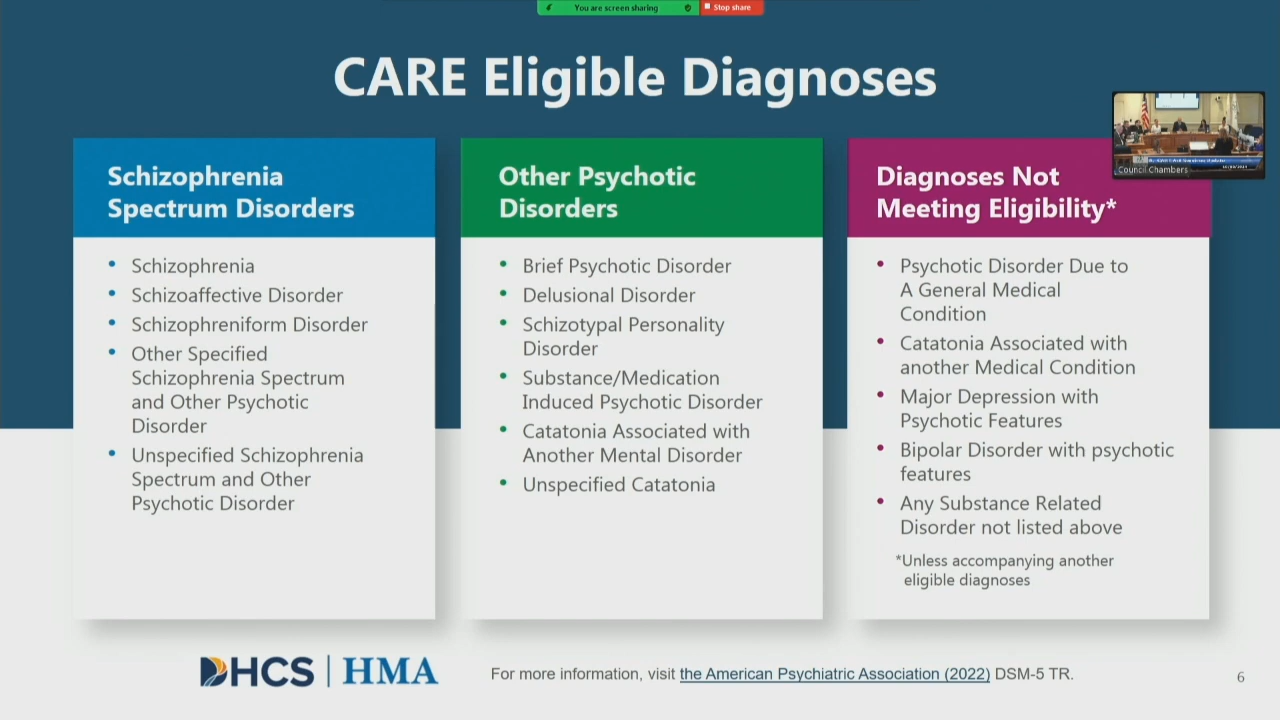 You are screen sharing
Stop share
CARE Eligible Diagnoses
Council Chambers
Schizophrenia
Spectrum Disorders
Schizophrenia
Schizoaffective Disorder
Schizophreniform Disorder
Other Specified
Schizophrenia Spectrum
and Other Psychotic
Disorder
Unspecified Schizophrenia
Spectrum and Other
Psychotic Disorder
Other Psychotic
Disorders
Brief Psychotic Disorder
Delusional Disorder
Schizotypal Personality
Disorder
Substance/Medication
Induced Psychotic Disorder
Catatonia Associated with
Another Mental Disorder
Unspecified Catatonia
Diagnoses Not
Meeting Eligibility*
Psychotic Disorder Due to
A General Medical
Condition
Catatonia Associated with
another Medical Condition
Major Depression with
Psychotic Features
Bipolar Disorder with psychotic
features
Any Substance Related
Disorder not listed above
*Unless accompanying another
eligible diagnoses
DHCS | HMA
For more information, visit the American Psychiatric Association (2022) DSM-5 TR.
6